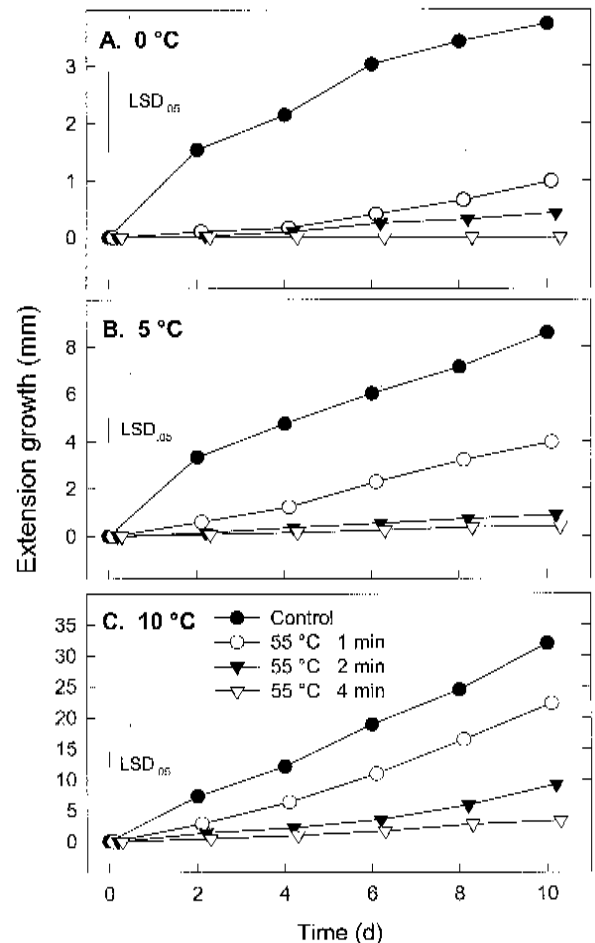 A. 0 °C
3
LSD.05
2
1
0
B. 5 °C
8
6
LSD.05
4
2
0
Extension growth (mm)
C. 10 °C
35
Control
30
55 °C 1 min
25
55 °C 2 min
20
55 °C 4 min
15
LSD.05
10
5
0
0 2 4 6 8 10
Time (d)